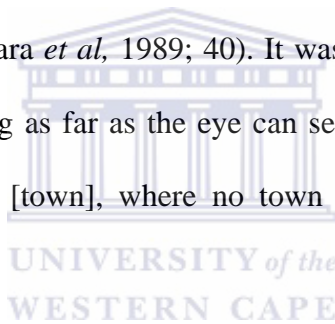 ara et al, 1989; 40). It was
g as far as the eye can se
[town], where no town
UNIVERSITY of the
WESTERN CAPE